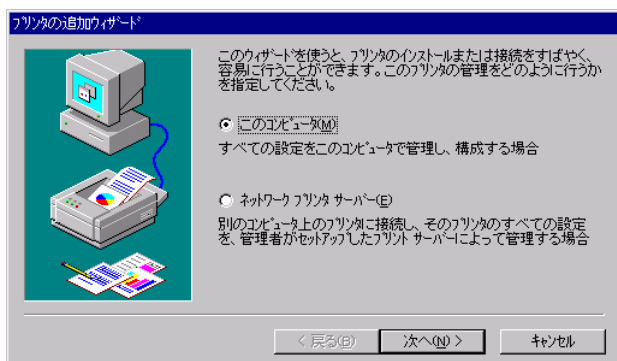 プリンタの追加ウィザード
このウィザードを使うと、プリンタのインストールまたは接続をすばやく、
容易に行うことができます。このプリンタの管理をどのように行うか
を指定してください。
このコンピュータ(M)
すべての設定をこのコンピュータで管理し、構成する場合
ネットワーク プリンタ サーバー(E)
別のコンピュータ上のプリンタに接続し、そのプリンタのすべての設定
を、管理者がセットアップしたプリント サーバーによって管理する場合
< 戻る(B)
次へ(N) >
キャンセル